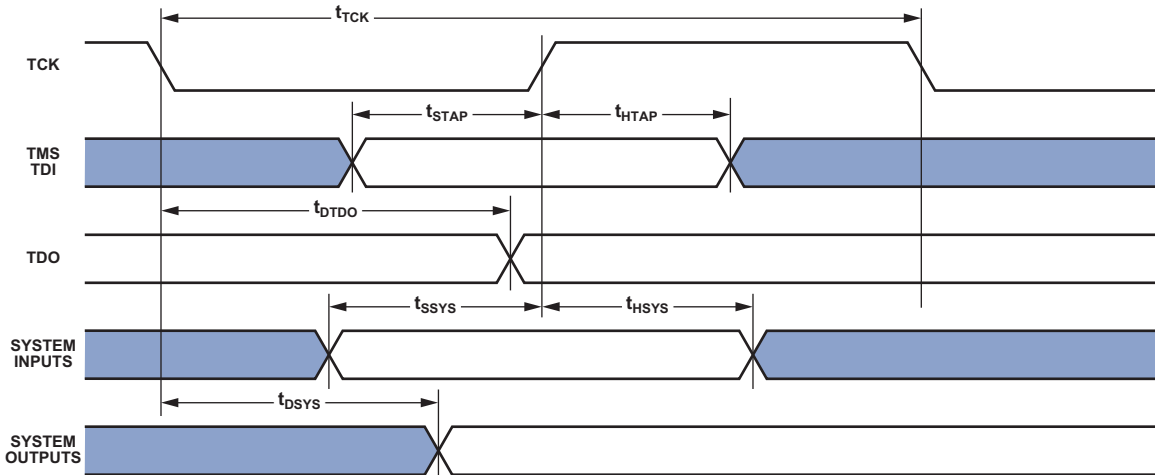 tTCK
TCK
tSTAP
tHTAP
TMS
TDI
tDTDO
TDO
tSSYS
tHSYS
SYSTEM
INPUTS
tDSYS
SYSTEM
OUTPUTS